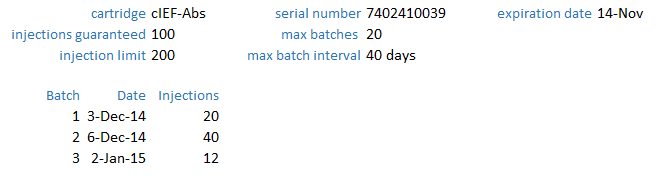 cartridge cIEF-Abs serial number 7402410039 expiration date 14-Nov
injections guaranteed 100 max batches 20
injection limit 200 max batch interval 40 days
Batch Date Injections
1 3-Dec-14 20
2 6-Dec-14 40
3 2-Jan-15 12